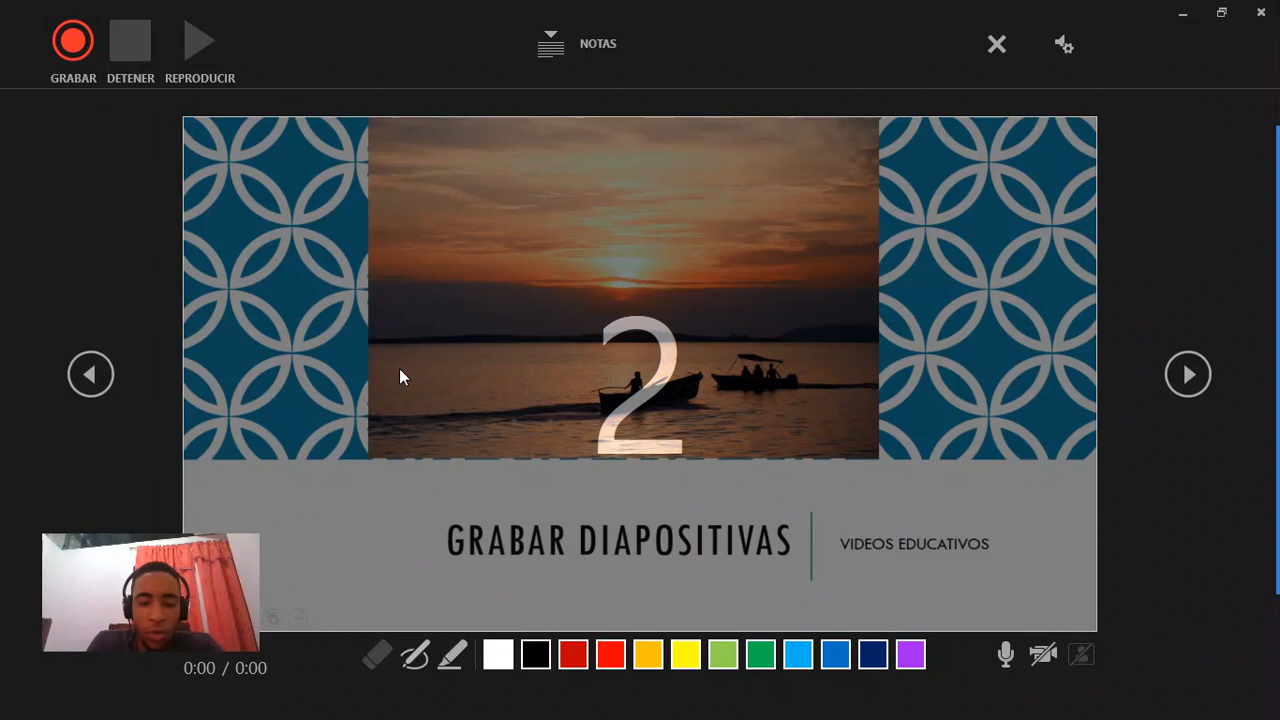 GRABAR
DETENER
REPRODUCIR
NOTAS
2
GRABAR DIAPOSITIVAS
VIDEOS EDUCATIVOS
0:00 / 0:00